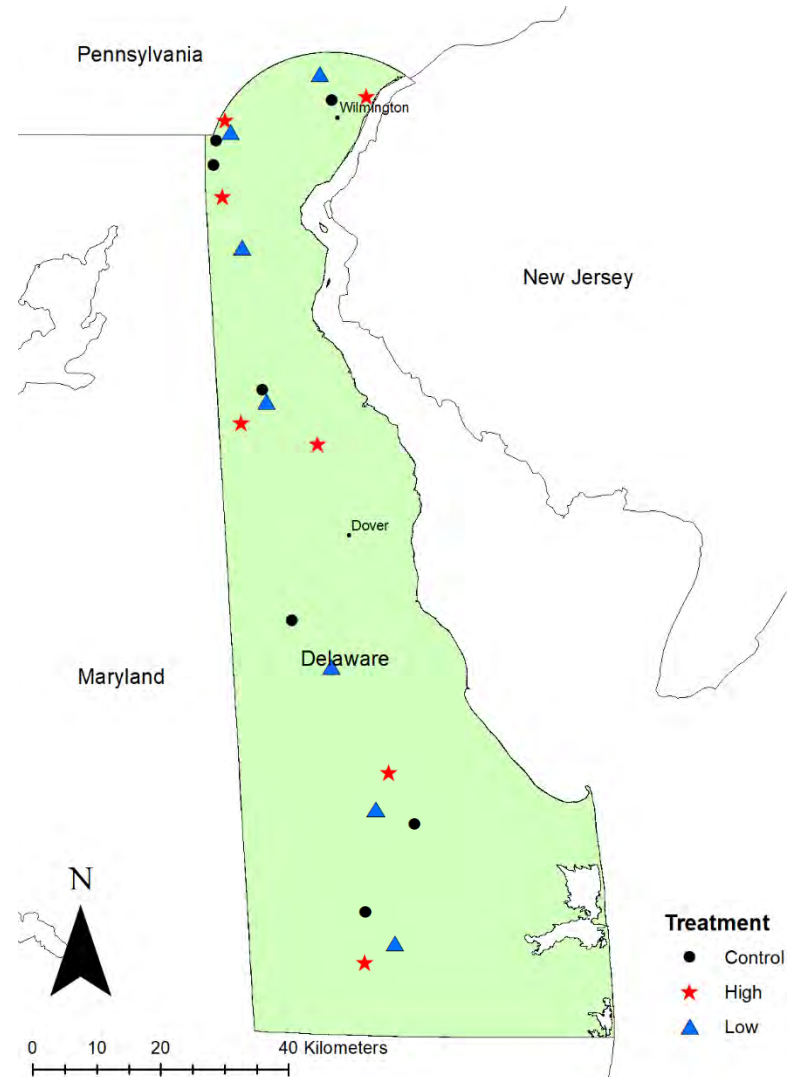 Pennsylvania
Wilmington
New Jersey
Dover
Delaware
Maryland
N
Treatment
Control
High
Low
0 10 20 40 Kilometers